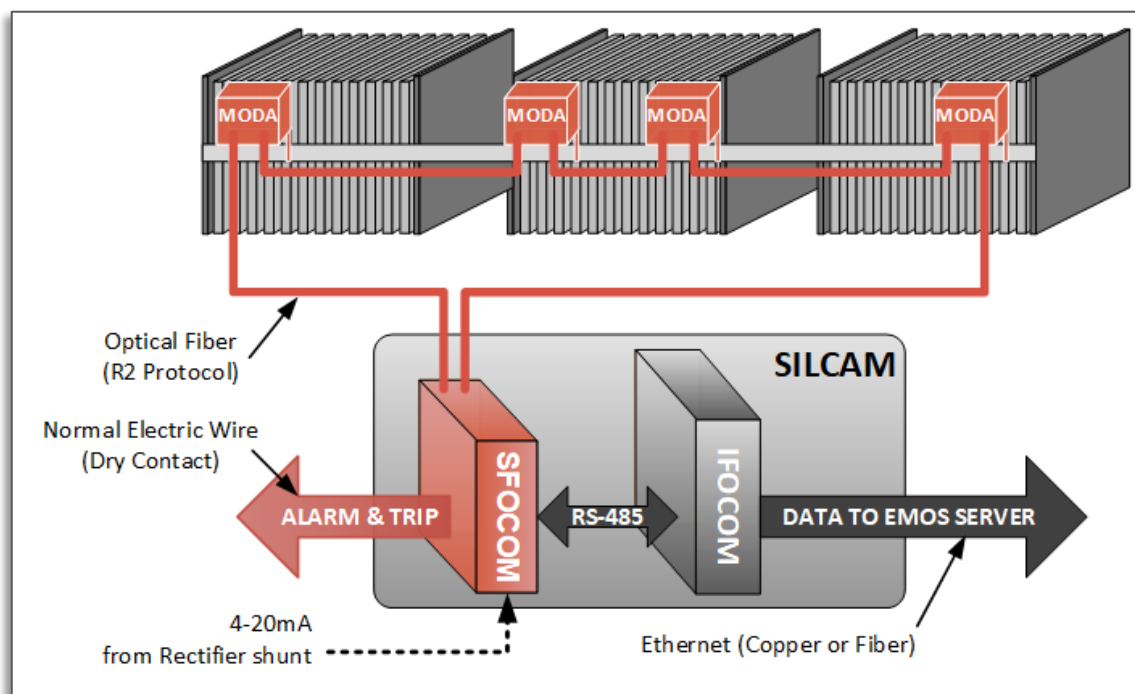 MODA
MODA
MODA
MODA
Optical Fiber
(R2 Protocol)
SILCAM
Normal Electric Wire
(Dry Contact)
SFOCOM
IFOCOM
ALARM & TRIP
RS-485
DATA TO EMOS SERVER
4-20mA
from Rectifier shunt
Ethernet (Copper or Fiber)